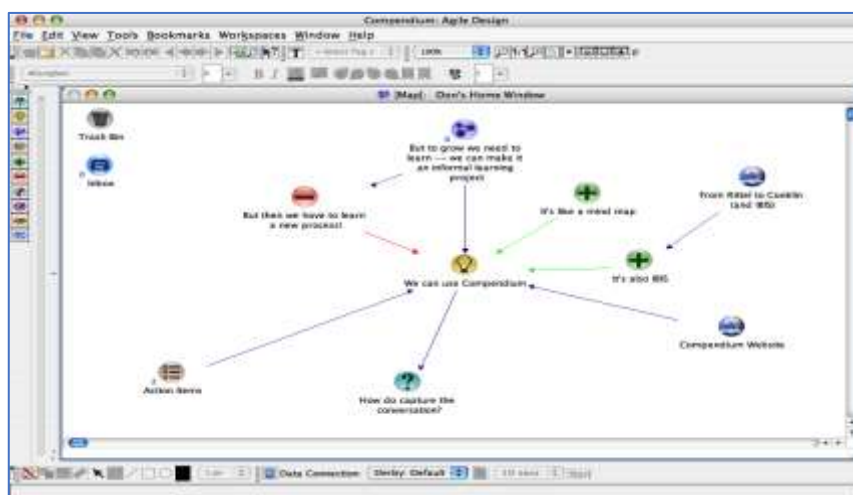 Compendium: Agile Design
File Edit View Tools Bookmarks Workspaces Window Help
100%
B I
[Map]: Don's Home Window
Trash Bin
Inbox
But to grow we need to
learn --- we can make it
an informal learning
project
But then we have to learn
a new process!
It's like a mind map
From Rittel to Conklin
(and IBIS)
We can use Compendium
It's also IBIS
Compendium Website
Action Items
How do capture the
conversation?
Data Connection: Derby: Default